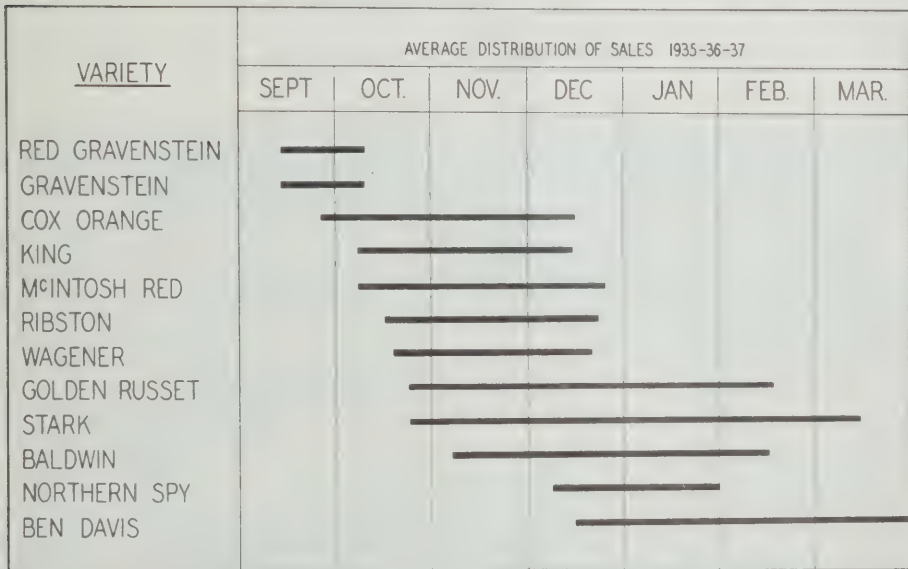 VARIETY
AVERAGE DISTRIBUTION OF SALES 1935-36-37
SEPT OCT. NOV. DEC JAN FEB. MAR.
RED GRAVENSTEIN
GRAVENSTEIN
COX ORANGE
KING
McINTOSH RED
RIBSTON
WAGENER
GOLDEN RUSSET
STARK
BALDWIN
NORTHERN SPY
BEN DAVIS